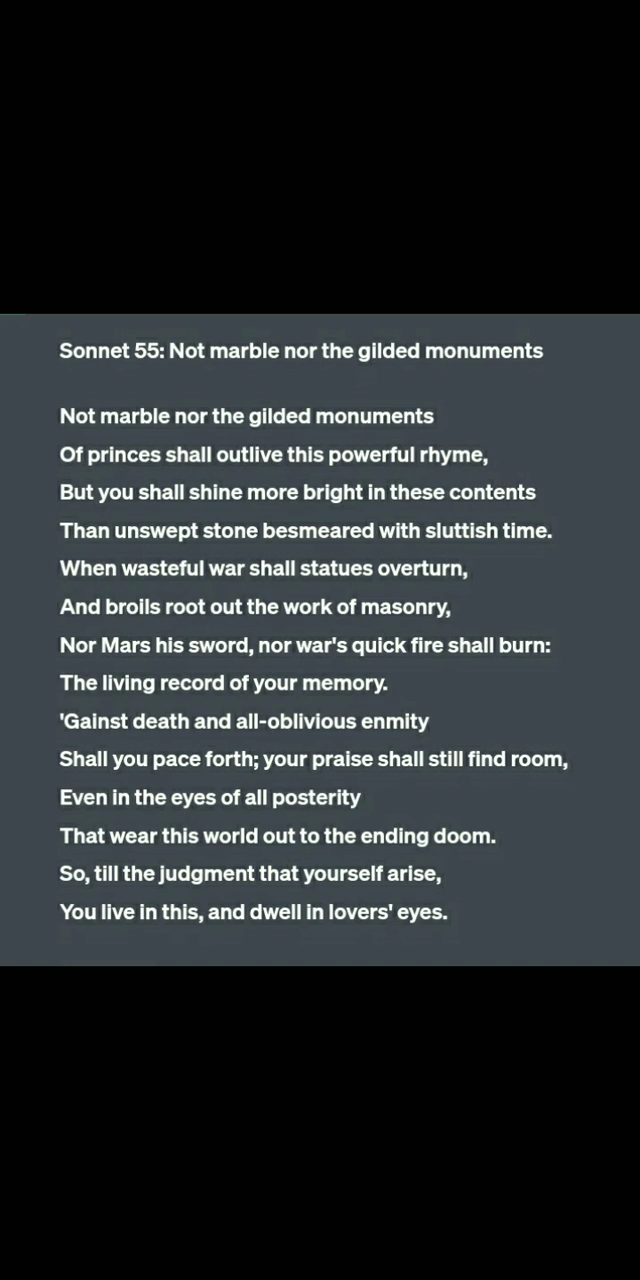 Sonnet 55: Not marble nor the gilded monuments
Not marble nor the gilded monuments
Of princes shall outlive this powerful rhyme,
But you shall shine more bright in these contents
Than unswept stone besmeared with sluttish time.
When wasteful war shall statues overturn,
And broils root out the work of masonry,
Nor Mars his sword, nor war's quick fire shall burn:
The living record of your memory.
'Gainst death and all-oblivious enmity
Shall you pace forth; your praise shall still find room,
Even in the eyes of all posterity
That wear this world out to the ending doom.
So, till the judgment that yourself arise,
You live in this, and dwell in lovers' eyes.